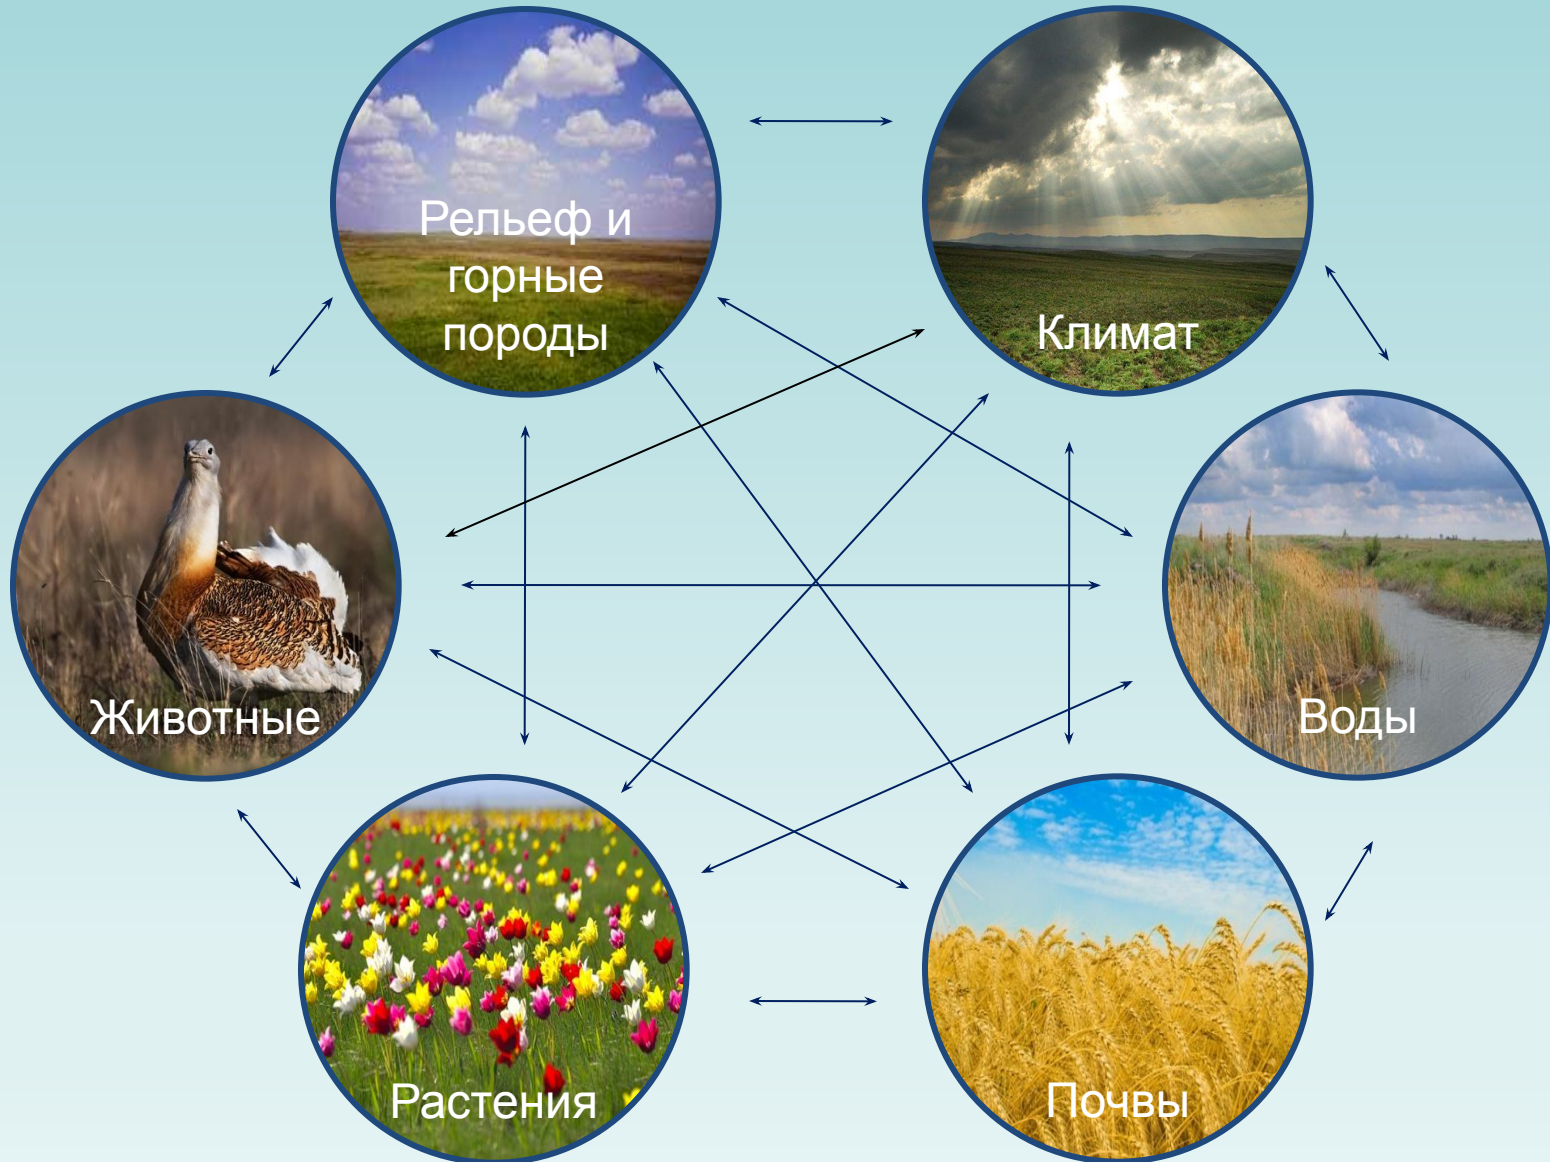 Рельеф и
горные
породы
Климат
Животные
Воды
Растения
Почвы